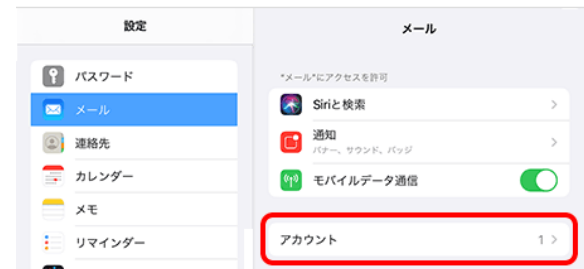 設定
メール
パスワード
メール
連絡先
カレンダー
メモ
リマインダー
"メール"にアクセスを許可
Siriと検索
通知
バナー、サウンド、バッジ
モバイルデータ通信
アカウント 1